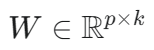 W ∈ ℝ^{p×k}